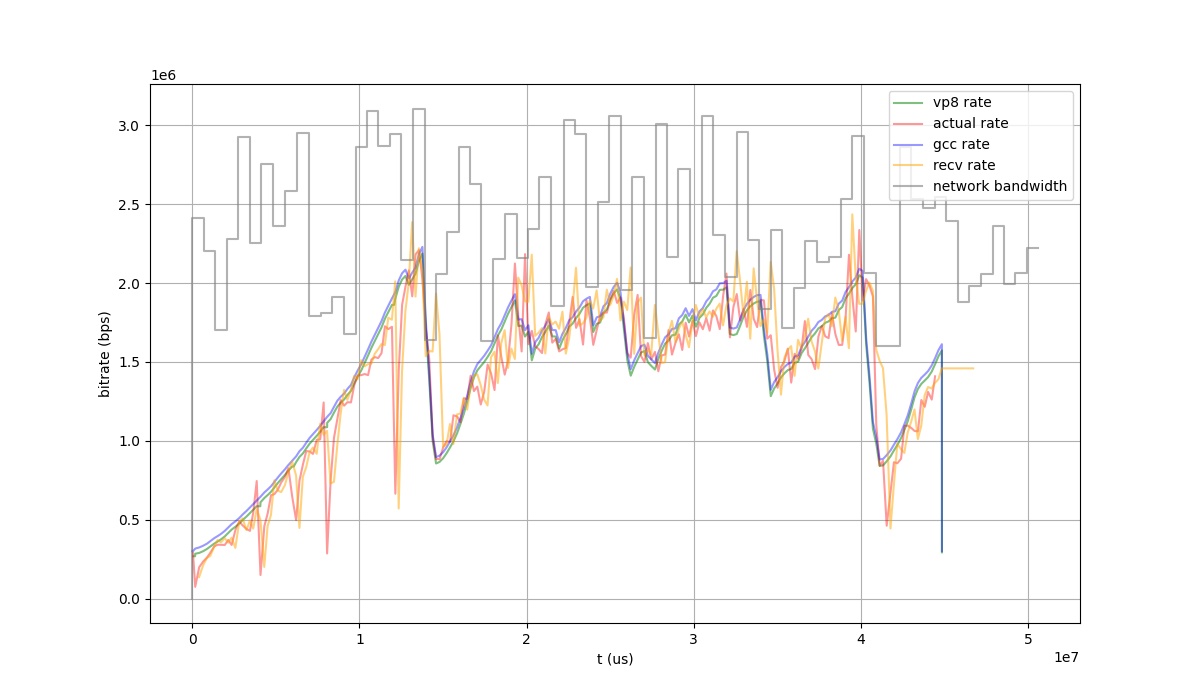 1e6
vp8 rate
actual rate
gcc rate
recv rate
network bandwidth
3.0
2.5
2.0
1.5
1.0
0.5
0.0
bitrate (bps)
0 1 2 3 4 5
t (us)
1e7